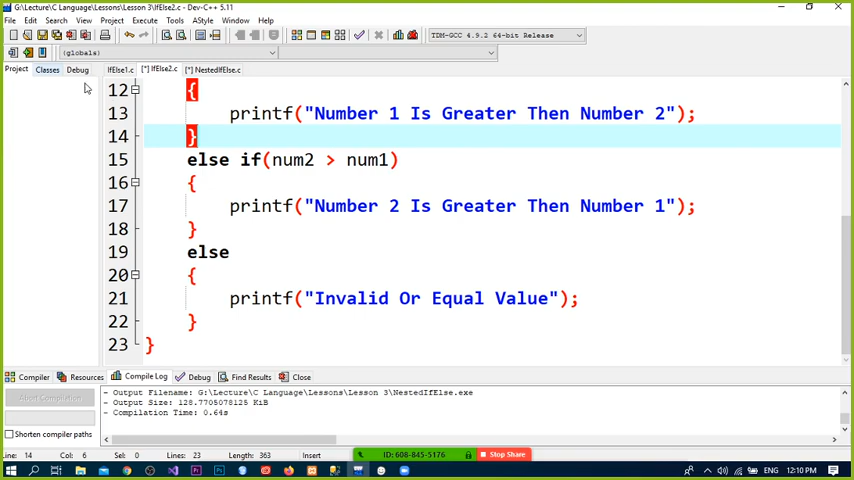 G:\Lecture\C Language\Lessons\Lesson 3\IfElse2.c - Dev-C++ 5.11
File Edit Search View Project Execute Tools AStyle Window Help
TDM-GCC 4.9.2 64-bit Release
(globals)
Project Classes Debug IfElse1.c [*] IfElse2.c [*] NestedIfElse.c
12 {
13 printf("Number 1 Is Greater Then Number 2");
14 }
15 else if(num2 > num1)
16 {
17 printf("Number 2 Is Greater Then Number 1");
18 }
19 else
20 {
21 printf("Invalid Or Equal Value");
22 }
23 }
Compiler Resources Compile Log Debug Find Results Close
Abort Compilation
Shorten compiler paths
- Output Filename: G:\Lecture\C Language\Lessons\Lesson 3\NestedIfElse.exe
- Output Size: 128.7705078125 KiB
- Compilation Time: 0.64s
Line: 14 Col: 6 Sel: 0 Lines: 23 Length: 363 Insert
ID: 608-845-5176 Stop Share
ENG 12:10 PM